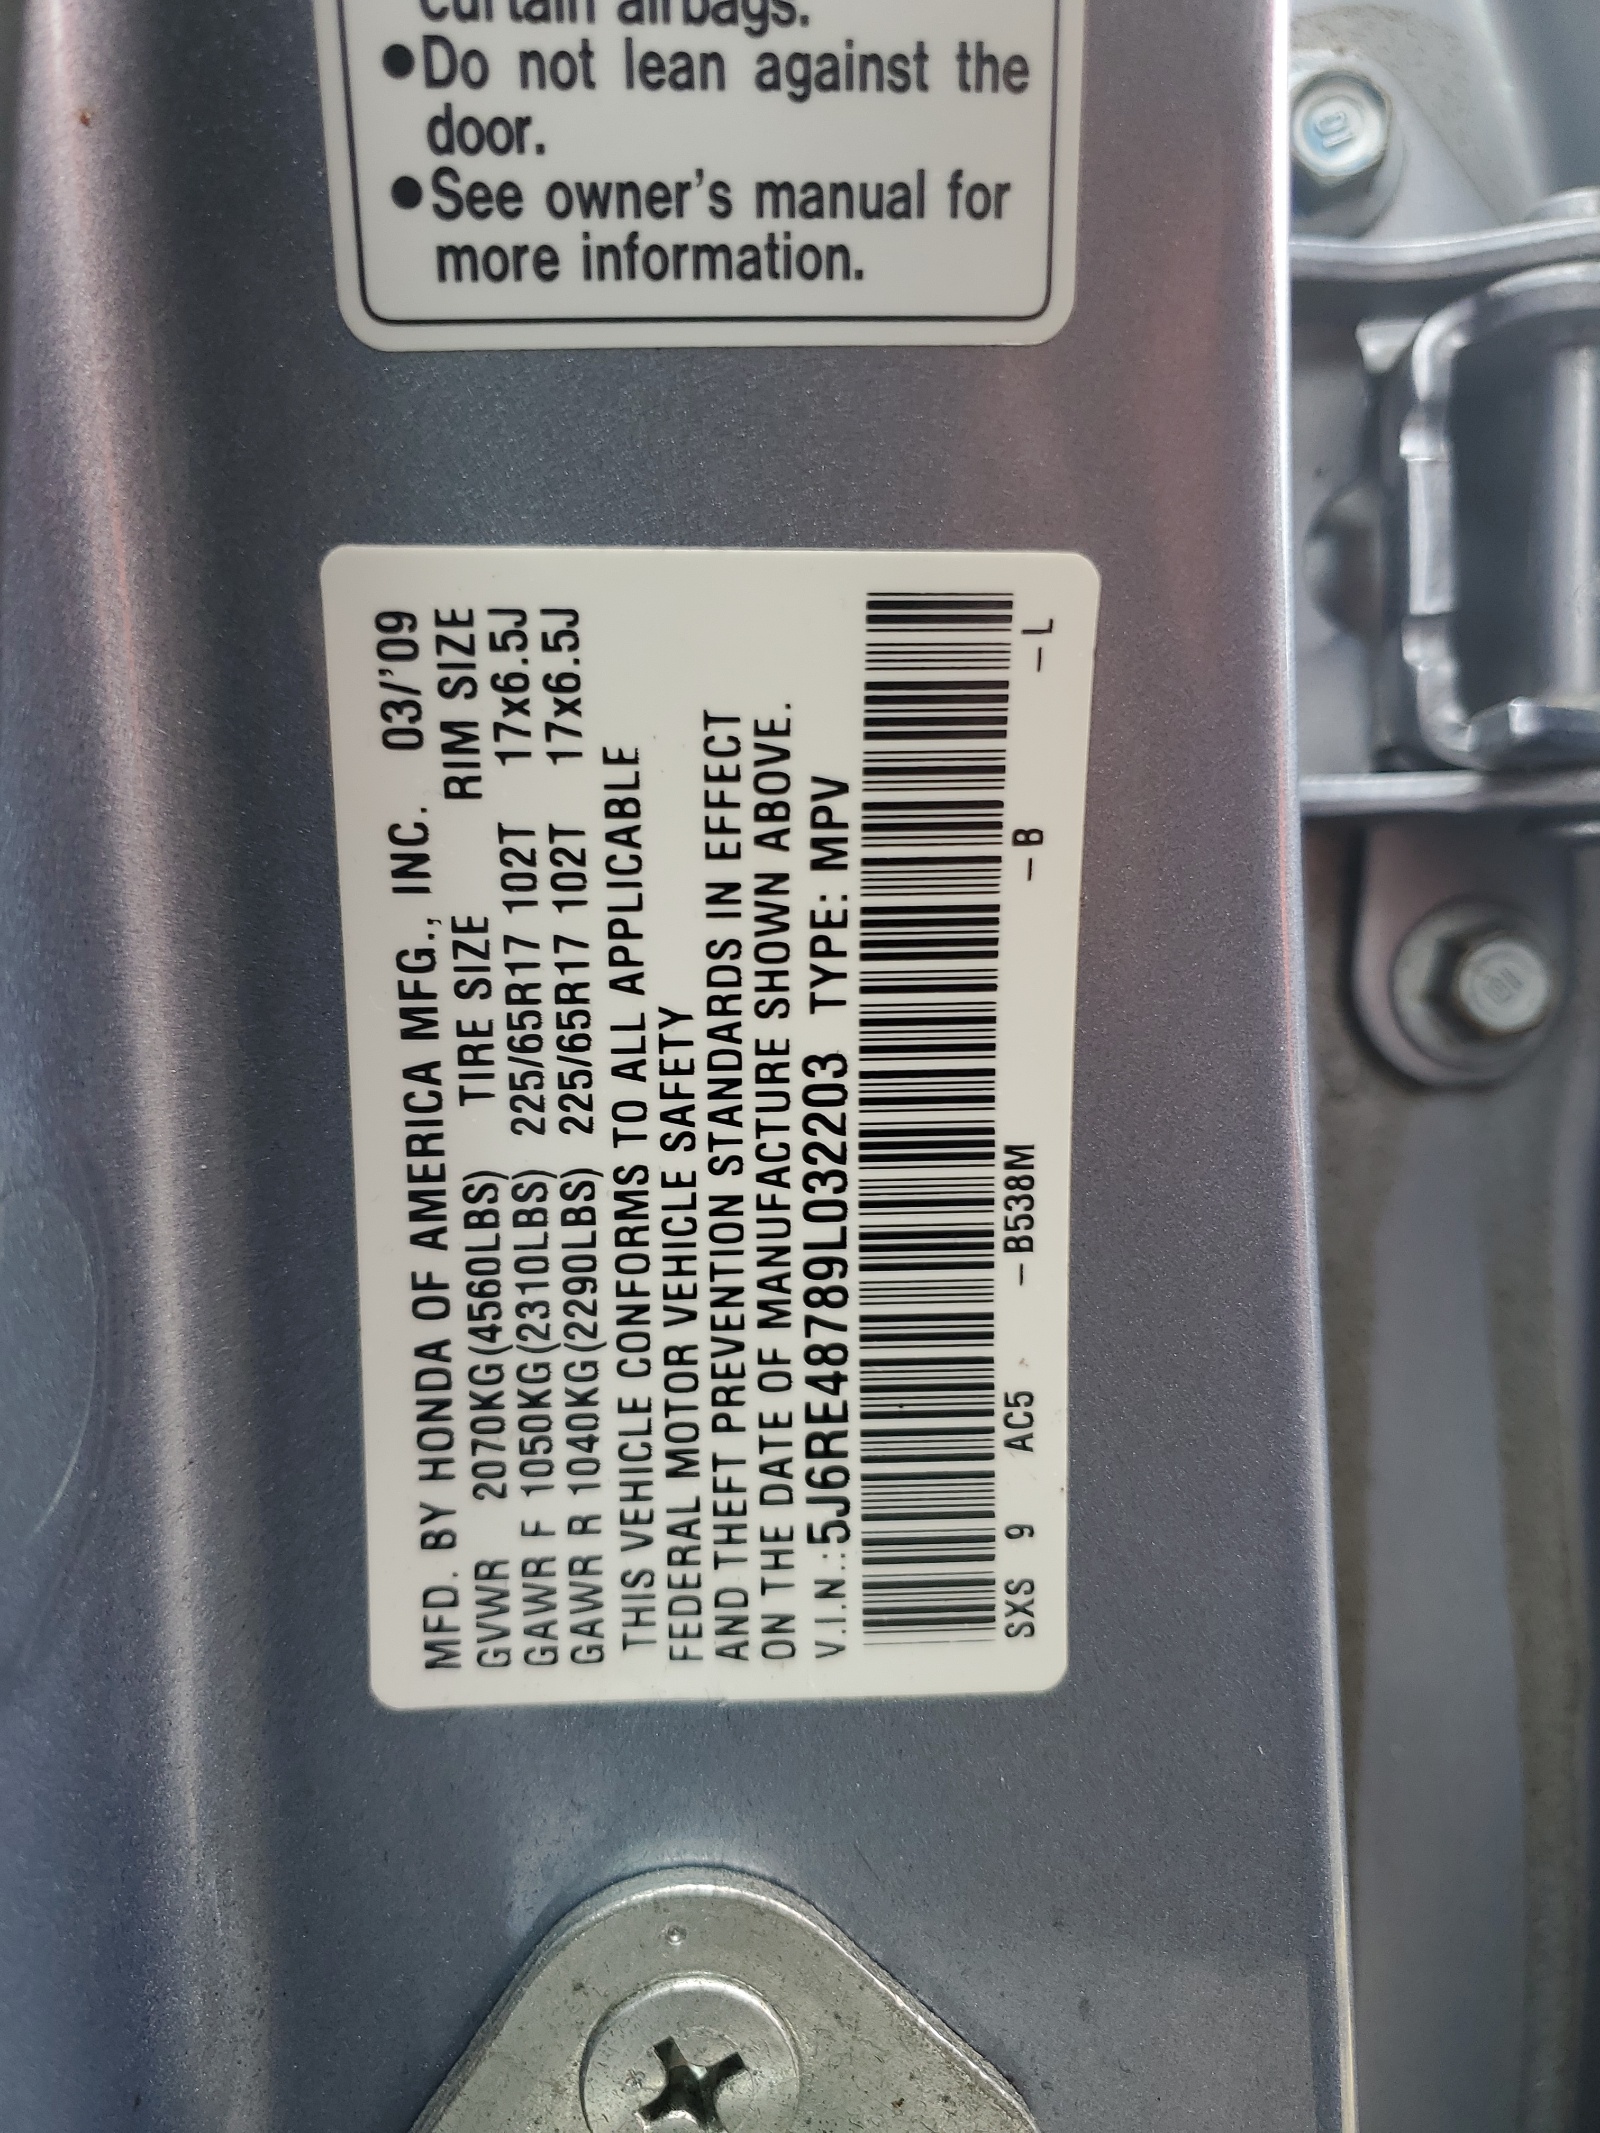 curtain airbags.
●Do not lean against the
door.
●See owner's manual for
more information.
MFD. BY HONDA OF AMERICA MFG., INC. 03/'09
GVWR 2070KG(4560LBS) TIRE SIZE RIM SIZE
GAWR F 1050KG(2310LBS) 225/65R17 102T 17x6.5J
GAWR R 1040KG(2290LBS) 225/65R17 102T 17x6.5J
THIS VEHICLE CONFORMS TO ALL APPLICABLE
FEDERAL MOTOR VEHICLE SAFETY
AND THEFT PREVENTION STANDARDS IN EFFECT
ON THE DATE OF MANUFACTURE SHOWN ABOVE.
V.I.N.:5J6RE48789L032203 TYPE: MPV
SXS 9 AC5 -B538M -B -L